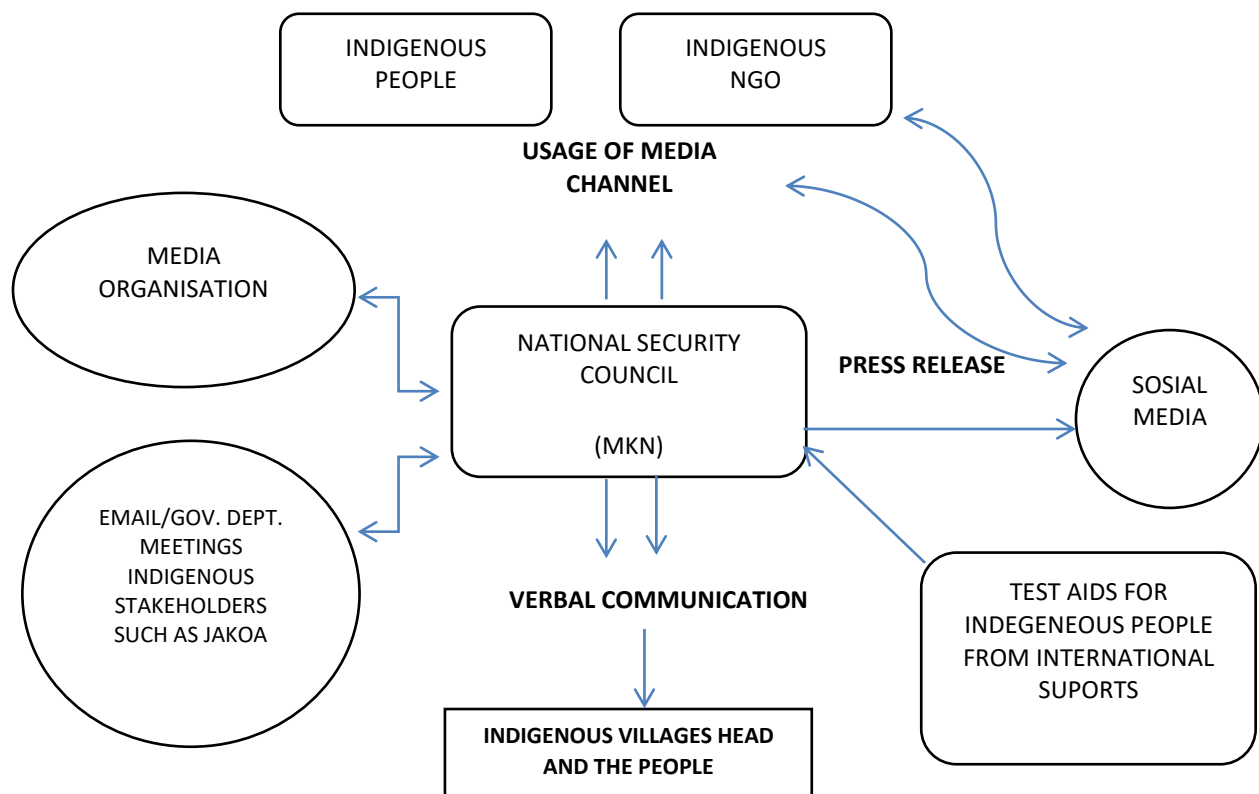 INDIGENOUS
PEOPLE
INDIGENOUS
NGO
USAGE OF MEDIA
CHANNEL
MEDIA
ORGANISATION
NATIONAL SECURITY
COUNCIL
(MKN)
PRESS RELEASE
SOSIAL
MEDIA
EMAIL/GOV. DEPT.
MEETINGS
INDIGENOUS
STAKEHOLDERS
SUCH AS JAKOA
VERBAL COMMUNICATION
TEST AIDS FOR
INDEGENEOUS PEOPLE
FROM INTERNATIONAL
SUPORTS
INDIGENOUS VILLAGES HEAD
AND THE PEOPLE